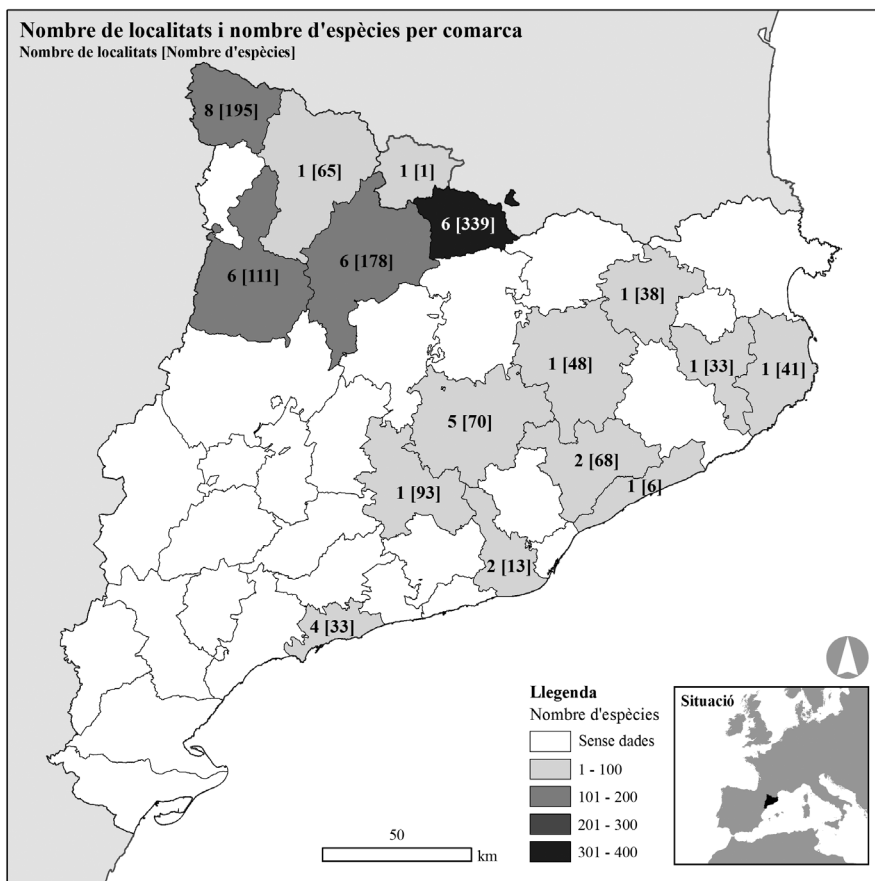 Nombre de localitats i nombre d'espècies per comarca
Nombre de localitats [Nombre d'espècies]
8 [195]
1 [65]
1 [1]
6 [339]
6 [111]
6 [178]
1 [38]
1 [48]
1 [33]
1 [41]
5 [70]
2 [68]
1 [93]
1 [6]
2 [13]
4 [33]
Llegenda
Nombre d'espècies
Sense dades
1 - 100
101 - 200
201 - 300
301 - 400
Situació
50
km